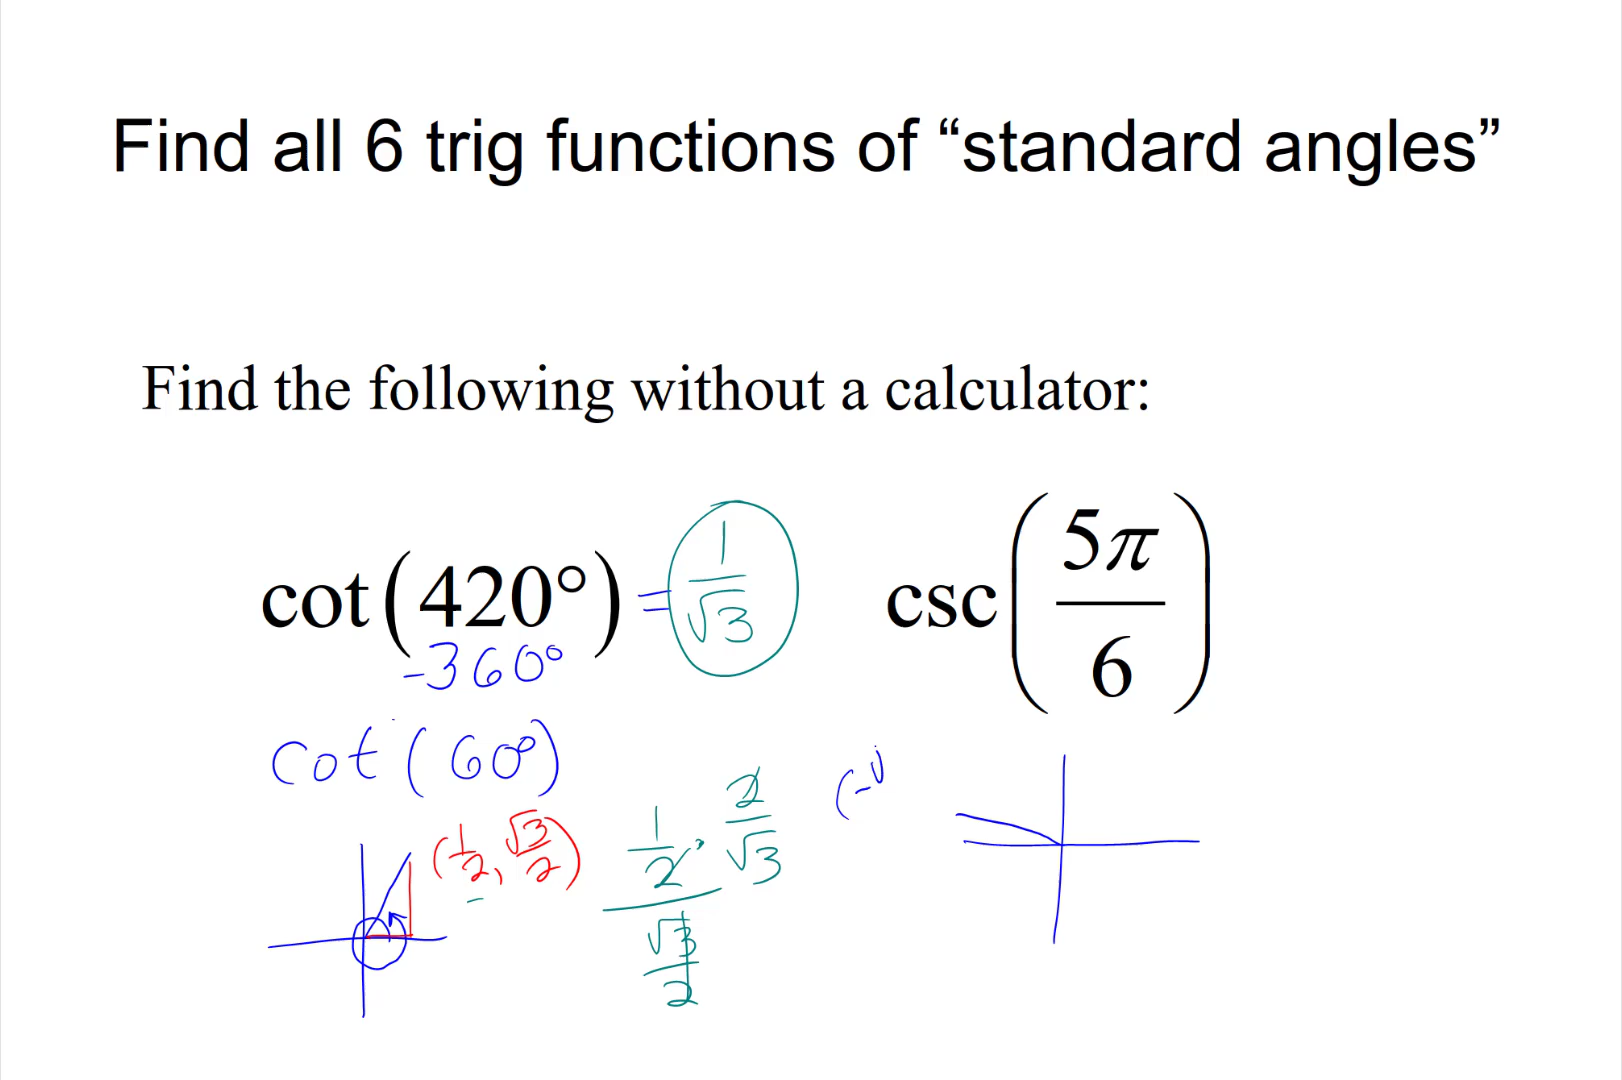 Find all 6 trig functions of “standard angles”
Find the following without a calculator:
cot(420°) = 1/√3
-360°
cot(60°)
(1/2, √3/2)
1/2 · 2/√3
√3/2
csc(5π/6)
(-√